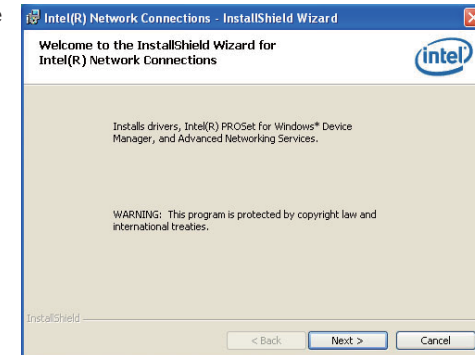 e
Intel(R) Network Connections - InstallShield Wizard
Welcome to the InstallShield Wizard for
Intel(R) Network Connections
intel
Installs drivers, Intel(R) PROSet for Windows* Device
Manager, and Advanced Networking Services.
WARNING: This program is protected by copyright law and
international treaties.
InstallShield
< Back
Next >
Cancel